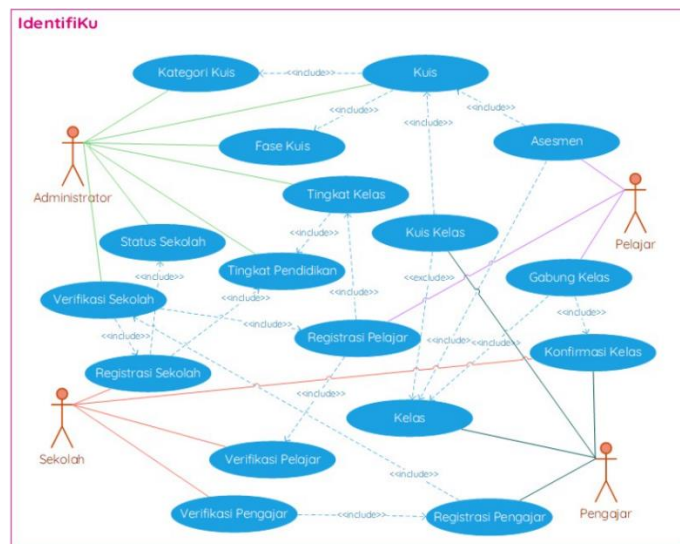 IdentifiKu
Kategori Kuis
<<include>>
Kuis
<<include>>
<<include>>
<<include>>
Fase Kuis
Asesmen
Administrator
Tingkat Kelas
Pelajar
<<include>>
Status Sekolah
Kuis Kelas
<<include>>
Tingkat Pendidikan
<<include>>
Gabung Kelas
Verifikasi Sekolah
<<include>>
<<exclude>>
<<include>>
<<include>>
<<include>>
Registrasi Pelajar
<<include>>
<<include>>
<<include>>
Konfirmasi Kelas
Registrasi Sekolah
<<include>>
Kelas
Sekolah
Verifikasi Pelajar
<<include>>
Pengajar
Verifikasi Pengajar
<<include>>
Registrasi Pengajar